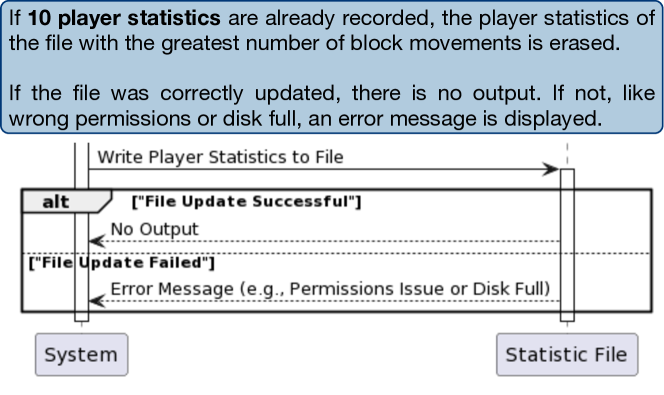 If 10 player statistics are already recorded, the player statistics of
the file with the greatest number of block movements is erased.
If the file was correctly updated, there is no output. If not, like
wrong permissions or disk full, an error message is displayed.
Write Player Statistics to File
alt ["File Update Successful"]
No Output
["File Update Failed"]
Error Message (e.g., Permissions Issue or Disk Full)
System Statistic File